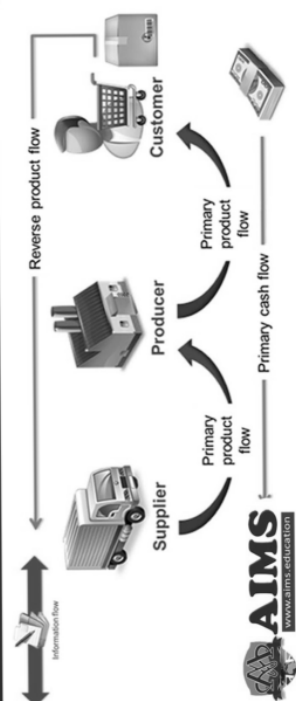 Information flow
Reverse product flow
Supplier
Producer
Customer
Primary
product
flow
Primary
product
flow
Primary cash flow
AIMS
www.aims.education